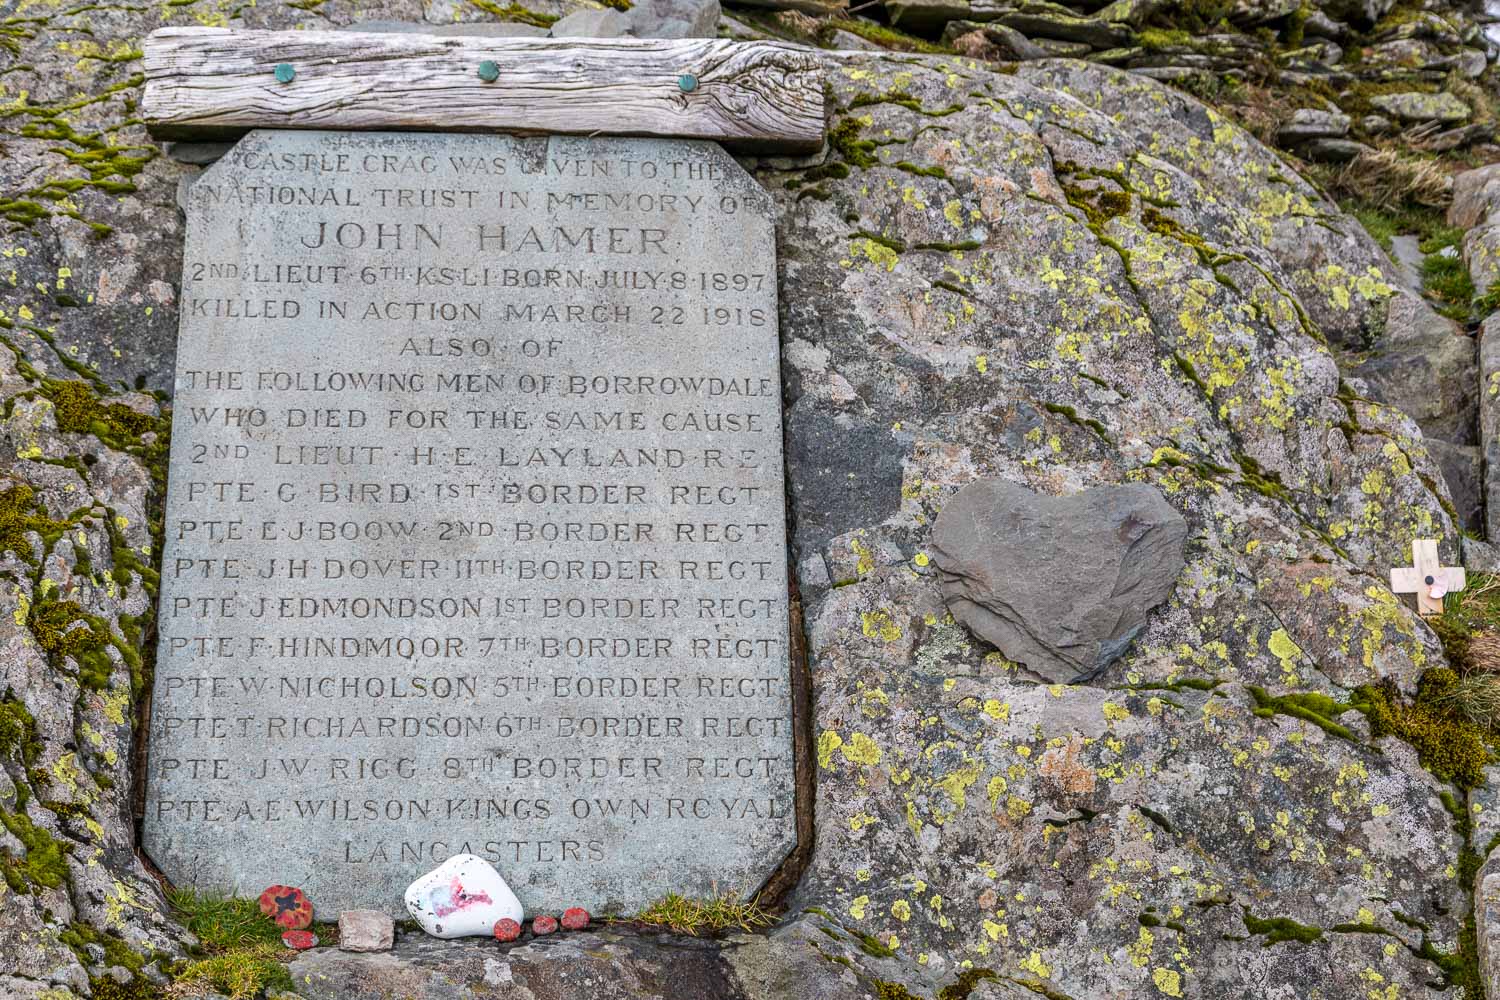 CASTLE CRAG WAS GIVEN TO THE
NATIONAL TRUST IN MEMORY OF
JOHN HAMER
2ND·LIEUT·6TH·KSLI·BORN·JULY·8·1897
KILLED IN ACTION MARCH 22 1918
ALSO·OF
THE FOLLOWING MEN OF BORROWDALE
WHO DIED FOR THE SAME CAUSE
2ND LIEUT·H·E·LAYLAND·R·E
PTE·G·BIRD·1ST·BORDER REGT
PTE·E·J·BOOW·2ND·BORDER REGT
PTE·J·H·DOVER·11TH·BORDER REGT
PTE·J·EDMONDSON·1ST·BORDER REGT
PTE·F·HINDMOOR·7TH·BORDER REGT
PTE·W·NICHOLSON·5TH·BORDER REGT
PTE·T·RICHARDSON·6TH·BORDER REGT
PTE·J·W·RIGG·8TH·BORDER REGT
PTE·A·E·WILSON·KINGS OWN ROYAL
LANCASTERS